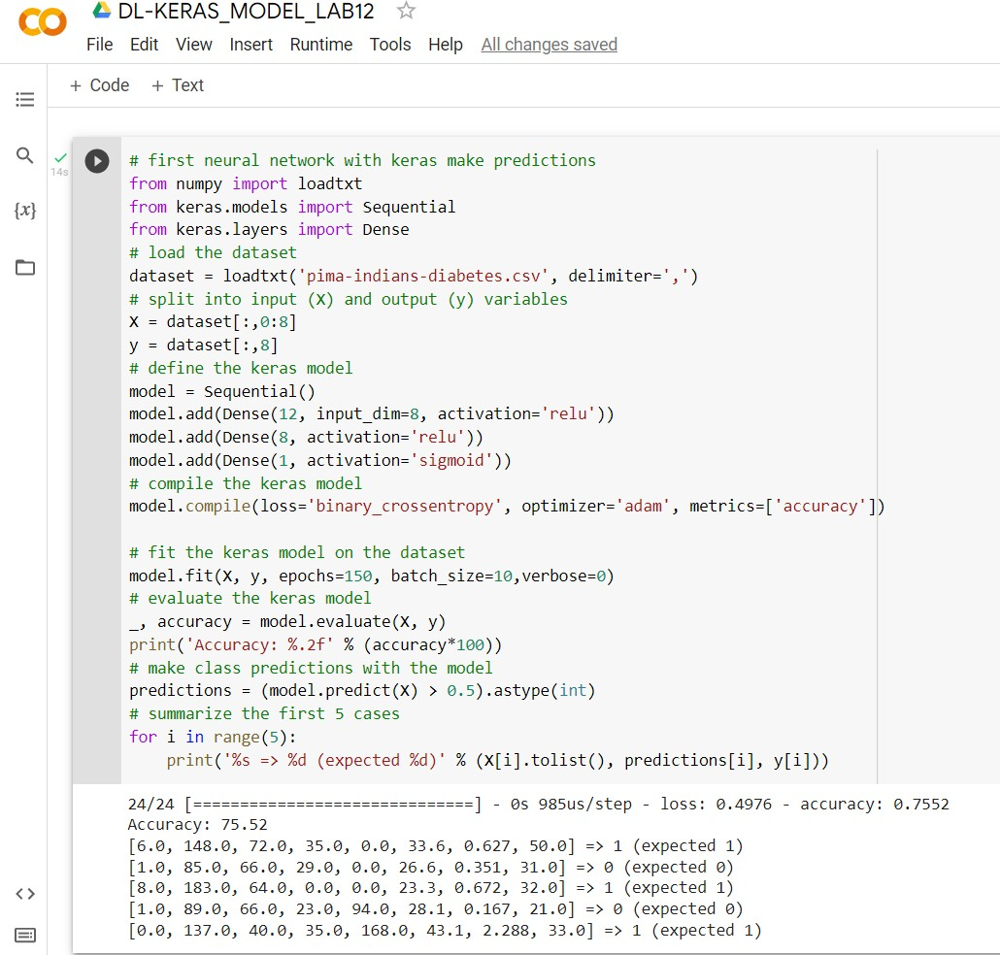 DL-KERAS_MODEL_LAB12
File Edit View Insert Runtime Tools Help All changes saved
+ Code + Text
14s
{x}
# first neural network with keras make predictions
from numpy import loadtxt
from keras.models import Sequential
from keras.layers import Dense
# load the dataset
dataset = loadtxt('pima-indians-diabetes.csv', delimiter=',')
# split into input (X) and output (y) variables
X = dataset[:,0:8]
y = dataset[:,8]
# define the keras model
model = Sequential()
model.add(Dense(12, input_dim=8, activation='relu'))
model.add(Dense(8, activation='relu'))
model.add(Dense(1, activation='sigmoid'))
# compile the keras model
model.compile(loss='binary_crossentropy', optimizer='adam', metrics=['accuracy'])
# fit the keras model on the dataset
model.fit(X, y, epochs=150, batch_size=10,verbose=0)
# evaluate the keras model
_, accuracy = model.evaluate(X, y)
print('Accuracy: %.2f' % (accuracy*100))
# make class predictions with the model
predictions = (model.predict(X) > 0.5).astype(int)
# summarize the first 5 cases
for i in range(5):
    print('%s => %d (expected %d)' % (X[i].tolist(), predictions[i], y[i]))
24/24 [==============================] - 0s 985us/step - loss: 0.4976 - accuracy: 0.7552
Accuracy: 75.52
[6.0, 148.0, 72.0, 35.0, 0.0, 33.6, 0.627, 50.0] => 1 (expected 1)
[1.0, 85.0, 66.0, 29.0, 0.0, 26.6, 0.351, 31.0] => 0 (expected 0)
[8.0, 183.0, 64.0, 0.0, 0.0, 23.3, 0.672, 32.0] => 1 (expected 1)
[1.0, 89.0, 66.0, 23.0, 94.0, 28.1, 0.167, 21.0] => 0 (expected 0)
[0.0, 137.0, 40.0, 35.0, 168.0, 43.1, 2.288, 33.0] => 1 (expected 1)